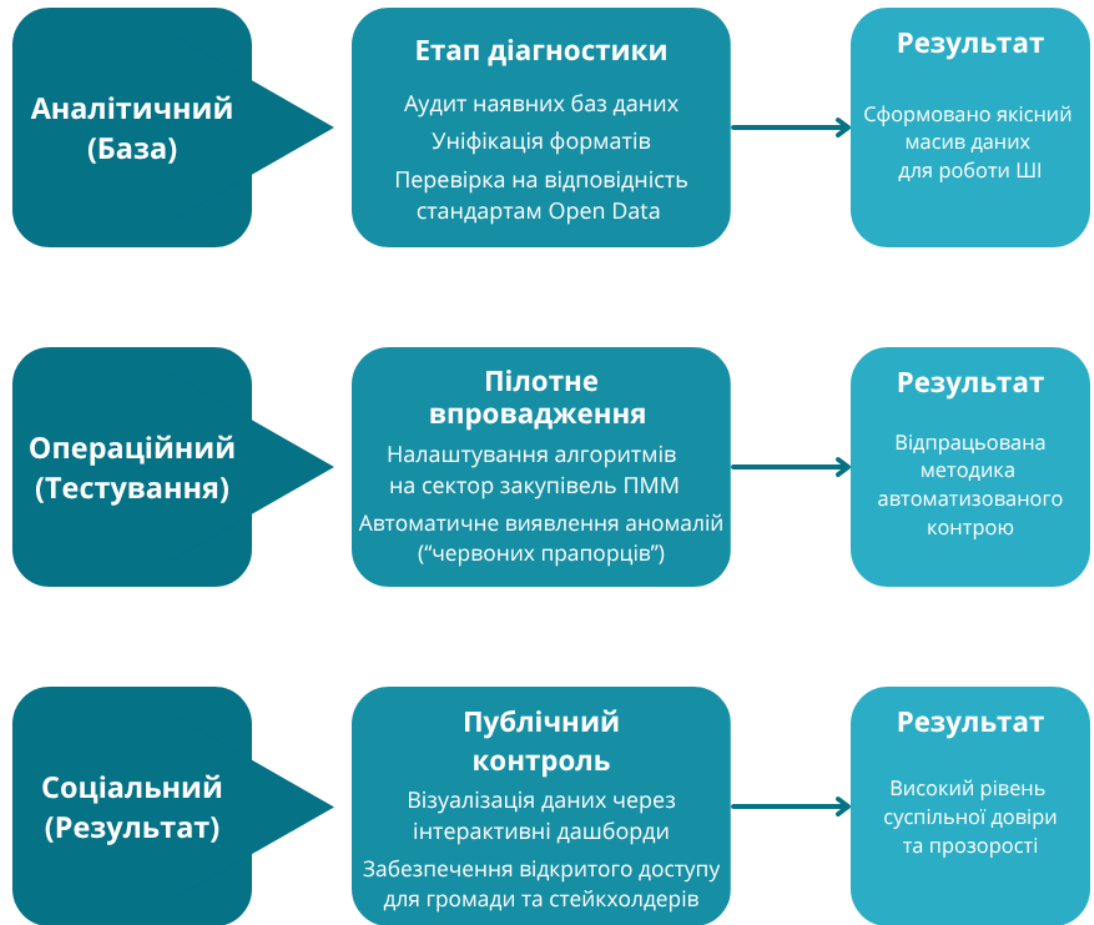 Аналітичний
(База)
Етап діагностики
Аудит наявних баз даних
Уніфікація форматів
Перевірка на відповідність
стандартам Open Data
Результат
Сформовано якісний
масив даних
для роботи ШІ
Операційний
(Тестування)
Пілотне
впровадження
Налаштування алгоритмів
на сектор закупівель ПММ
Автоматичне виявлення аномалій
(“червоних прапорців”)
Результат
Відпрацьована
методика
автоматизованого
контрою
Соціальний
(Результат)
Публічний
контроль
Візуалізація даних через
інтерактивні дашборди
Забезпечення відкритого доступу
для громади та стейкхолдерів
Результат
Високий рівень
суспільної довіри
та прозорості